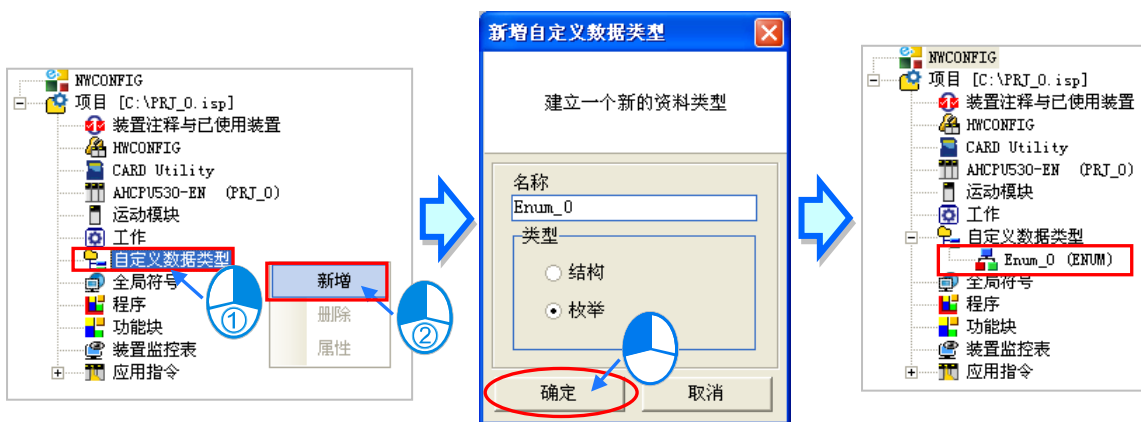 NWCONFIG
项目 [C:\PRJ_0.isp]
装置注释与已使用装置
HWCONFIG
CARD Utility
AHCPU530-EN (PRJ_0)
运动模块
工作
自定义数据类型
全局符号
程序
功能块
装置监控表
应用指令
①
新增
删除
属性
②
新增自定义数据类型
建立一个新的资料类型
名称
Enum_0
类型
结构
枚举
确定
取消
NWCONFIG
项目 [C:\PRJ_0.isp]
装置注释与已使用装置
HWCONFIG
CARD Utility
AHCPU530-EN (PRJ_0)
运动模块
工作
自定义数据类型
Enum_0 (ENUM)
全局符号
程序
功能块
装置监控表
应用指令